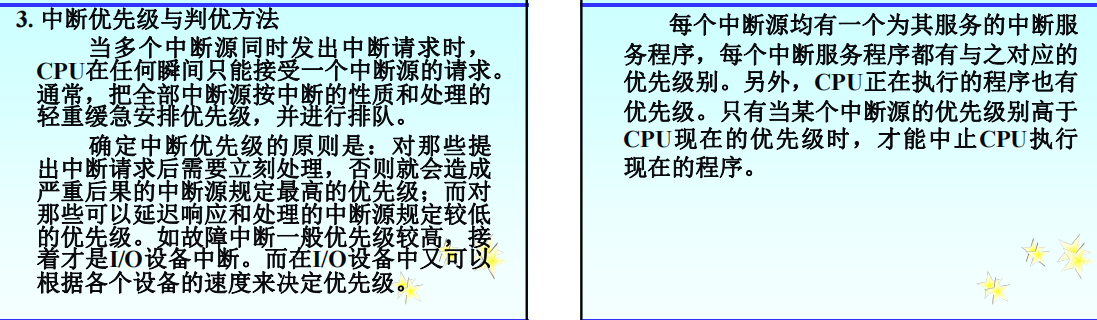 3. 中断优先级与判优方法
当多个中断源同时发出中断请求时，
CPU在任何瞬间只能接受一个中断源的请求。
通常，把全部中断源按中断的性质和处理的
轻重缓急安排优先级，并进行排队。
确定中断优先级的原则是：对那些提
出中断请求后需要立刻处理，否则就会造成
严重后果的中断源规定最高的优先级；而对
那些可以延迟响应和处理的中断源规定较低
的优先级。如故障中断一般优先级较高，接
着才是I/O设备中断。而在I/O设备中又可以
根据各个设备的速度来决定优先级。
每个中断源均有一个为其服务的中断服
务程序，每个中断服务程序都有与之对应的
优先级别。另外，CPU正在执行的程序也有
优先级。只有当某个中断源的优先级别高于
CPU现在的优先级时，才能中止CPU执行
现在的程序。